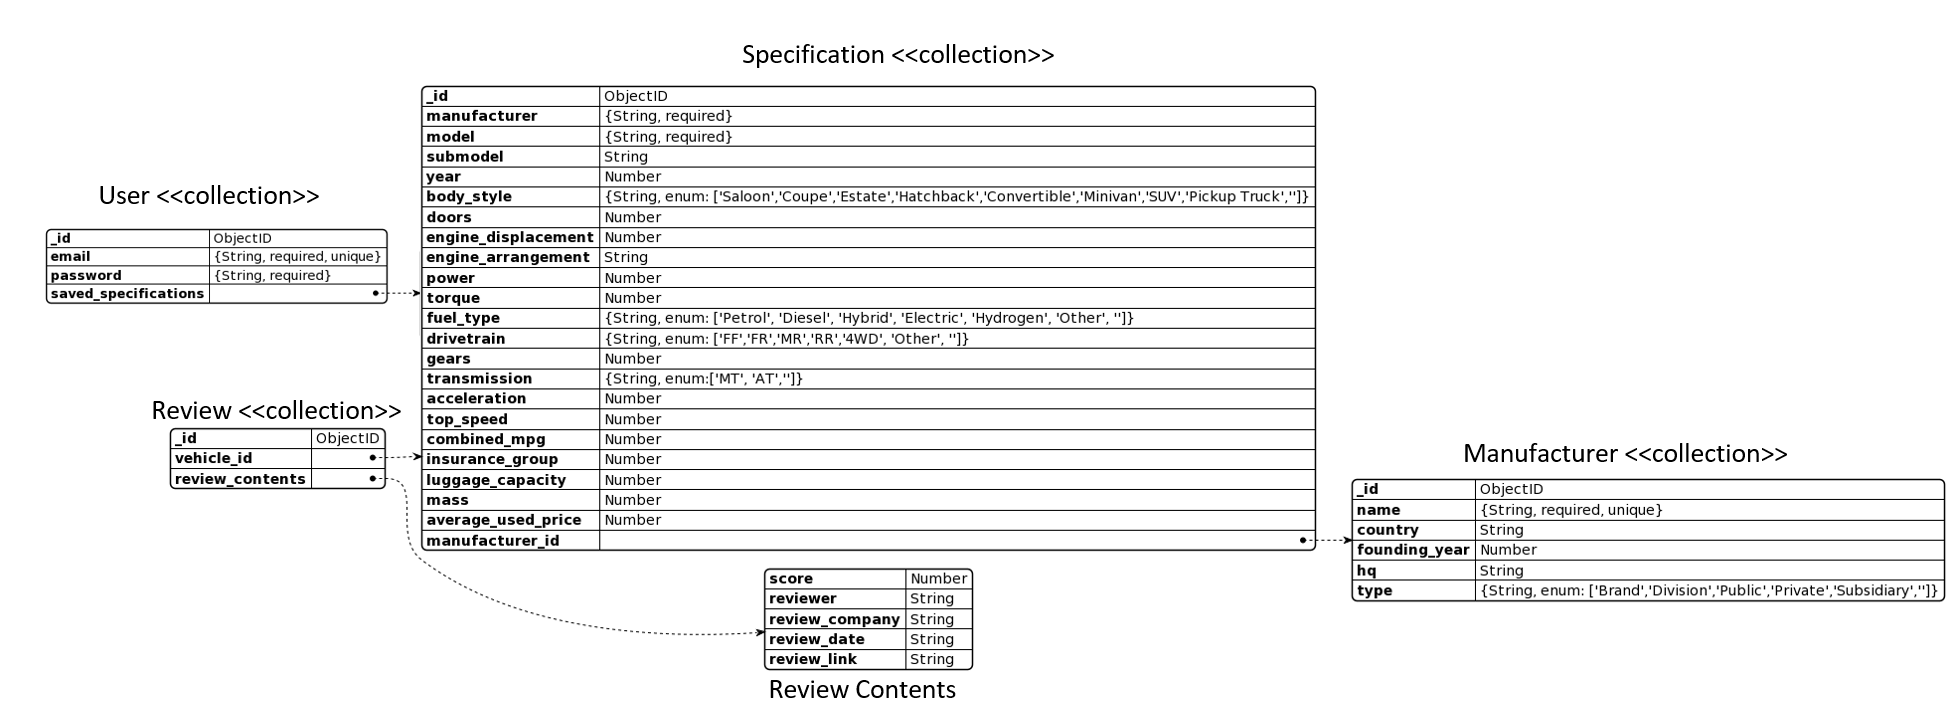 Specification <<collection>>
_id ObjectID
manufacturer {String, required}
model {String, required}
submodel String
year Number
body_style {String, enum: ['Saloon','Coupe','Estate','Hatchback','Convertible','Minivan','SUV','Pickup Truck','']}
doors Number
engine_displacement Number
engine_arrangement String
power Number
torque Number
fuel_type {String, enum: ['Petrol', 'Diesel', 'Hybrid', 'Electric', 'Hydrogen', 'Other', '']}
drivetrain {String, enum: ['FF','FR','MR','RR','4WD', 'Other', '']}
gears Number
transmission {String, enum:['MT', 'AT','']}
acceleration Number
top_speed Number
combined_mpg Number
insurance_group Number
luggage_capacity Number
mass Number
average_used_price Number
manufacturer_id
User <<collection>>
_id ObjectID
email {String, required, unique}
password {String, required}
saved_specifications
Review <<collection>>
_id ObjectID
vehicle_id
review_contents
Manufacturer <<collection>>
_id ObjectID
name {String, required, unique}
country String
founding_year Number
hq String
type {String, enum: ['Brand','Division','Public','Private','Subsidiary','']}
score Number
reviewer String
review_company String
review_date String
review_link String
Review Contents